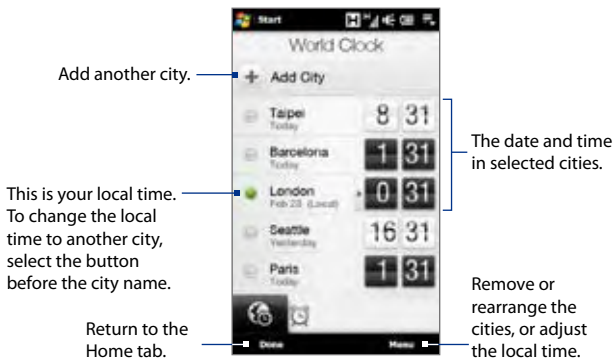 Start
World Clock
Add another city.
Add City
Taipei
Today
8 31
Barcelona
Today
1 31
The date and time
in selected cities.
This is your local time.
To change the local
time to another city,
select the button
before the city name.
London
Feb 23 (Local)
0 31
Seattle
Yesterday
16 31
Paris
Today
1 31
Return to the
Home tab.
Done
Menu
Remove or
rearrange the
cities, or adjust
the local time.